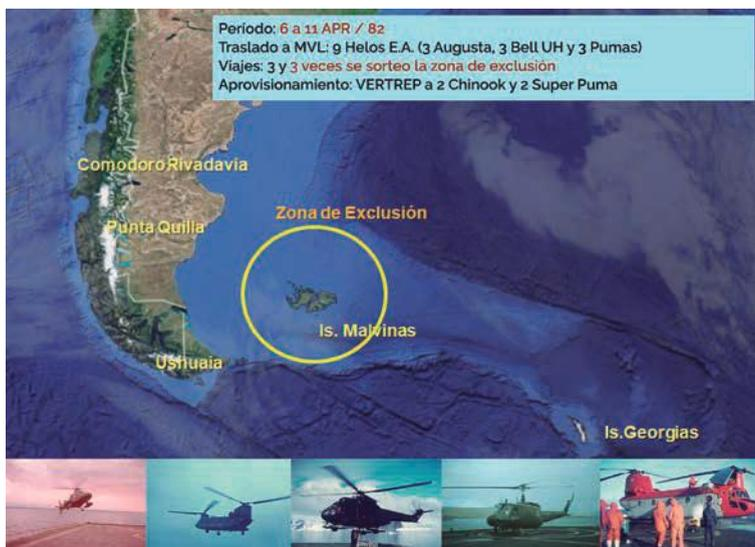 Período: 6 a 11 APR / 82
Traslado a MVL: 9 Helos E.A. (3 Augusta, 3 Bell UH y 3 Pumas)
Viajes: 3 y 3 veces se sorteo la zona de exclusión
Aprovisionamiento: VERTREP a 2 Chinook y 2 Super Puma
Comodoro Rivadavia
Zona de Exclusión
Punta Quilla
Is. Malvinas
Ushuaia
Is.Georgias